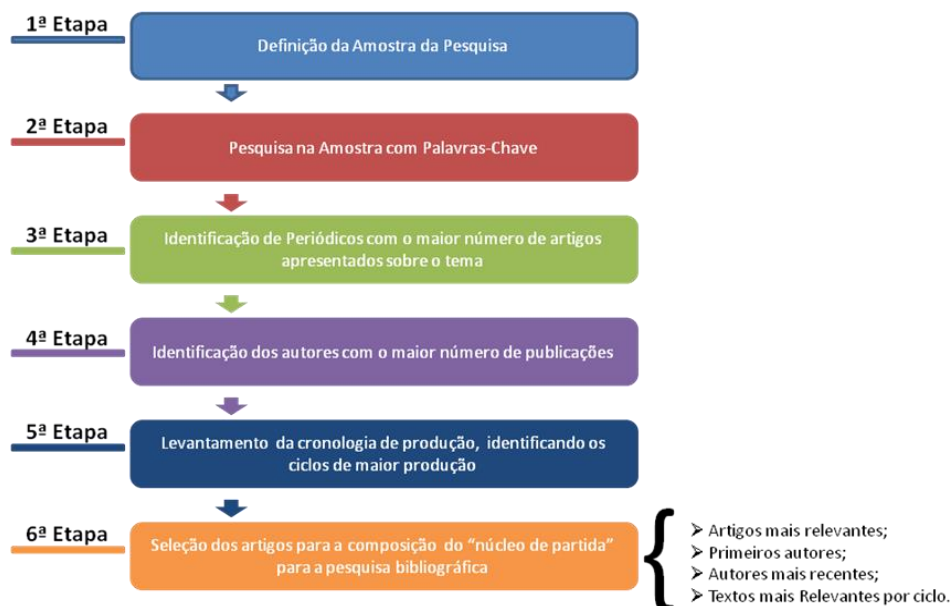 1ª Etapa
Definição da Amostra da Pesquisa
2ª Etapa
Pesquisa na Amostra com Palavras-Chave
3ª Etapa
Identificação de Periódicos com o maior número de artigos
apresentados sobre o tema
4ª Etapa
Identificação dos autores com o maior número de publicações
5ª Etapa
Levantamento da cronologia de produção, identificando os
ciclos de maior produção
6ª Etapa
Seleção dos artigos para a composição do “núcleo de partida”
para a pesquisa bibliográfica
➢ Artigos mais relevantes;
➢ Primeiros autores;
➢ Autores mais recentes;
➢ Textos mais Relevantes por ciclo.